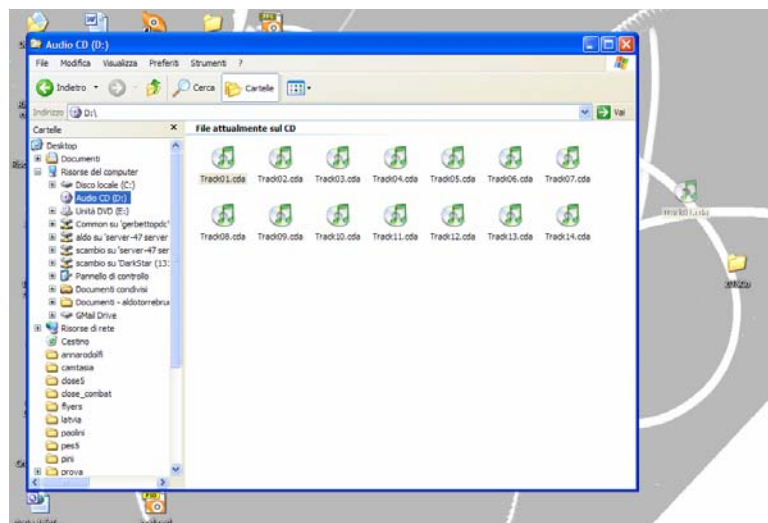 Audio CD (D:)
File Modifica Visualizza Preferiti Strumenti ?
Indietro Cerca Cartelle
Indirizzo D:\ Vai
Cartelle x
Desktop
Documenti
Risorse del computer
Disco locale (C:)
Audio CD (D:)
Unità DVD (E:)
Common su 'gerbettopdc'
aldo su 'server-47 server
scambio su 'server-47 ser
scambio su 'DarkStar (13:
Pannello di controllo
Documenti condivisi
Documenti - aldotorrebru
GMail Drive
Risorse di rete
Cestino
annarodolfi
camtasia
close5
close_combat
flyers
latvia
paolini
pes5
pini
prova
File attualmente sul CD
Track01.cda Track02.cda Track03.cda Track04.cda Track05.cda Track06.cda Track07.cda
Track08.cda Track09.cda Track10.cda Track11.cda Track12.cda Track13.cda Track14.cda
Track01.cda